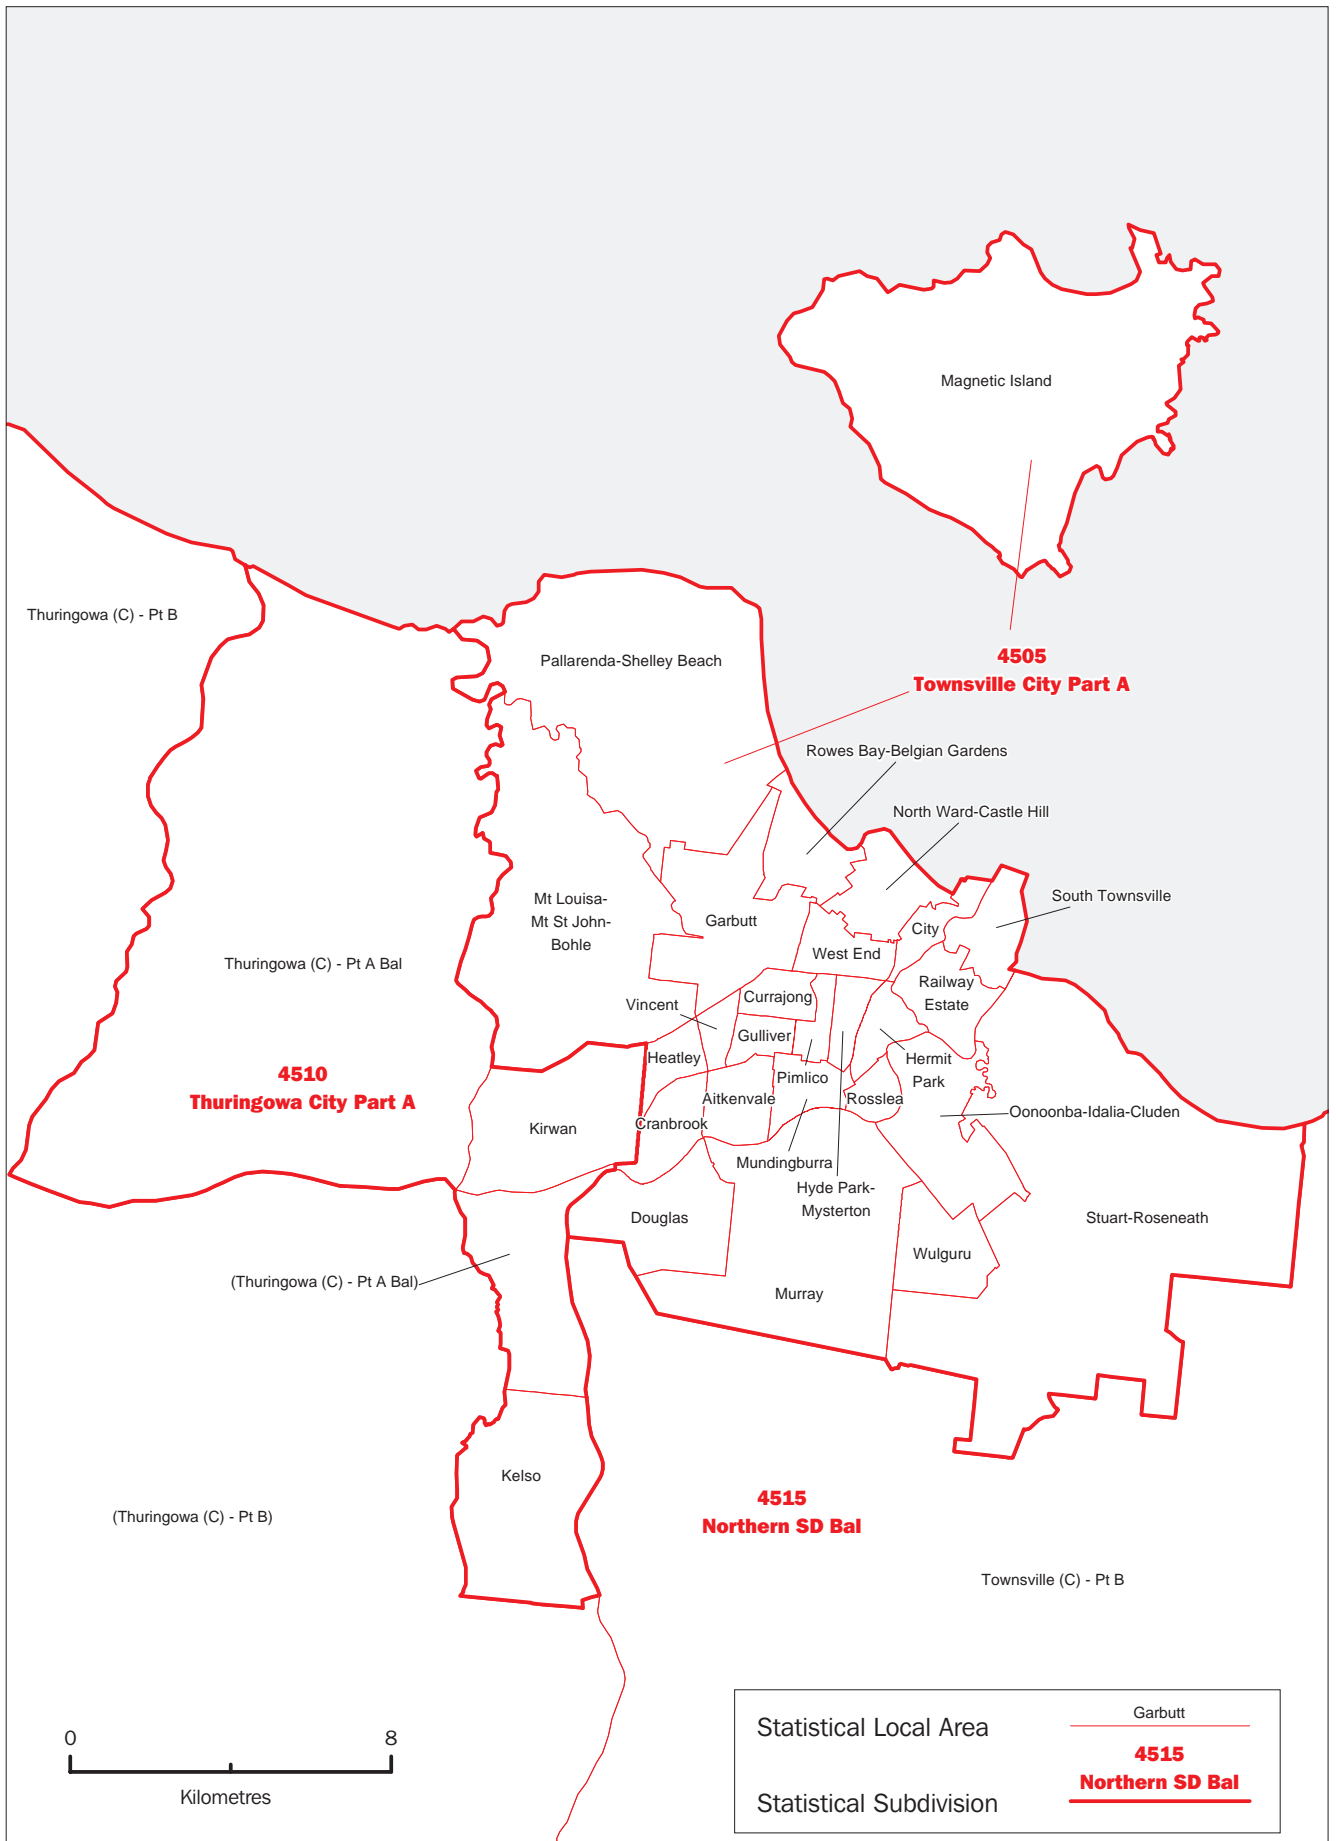 Magnetic Island
Thuringowa (C) - Pt B
4505
Townsville City Part A
Pallarenda-Shelley Beach
Rowes Bay-Belgian Gardens
North Ward-Castle Hill
South Townsville
Mt Louisa-
Mt St John-
Bohle
Garbutt
City
West End
Thuringowa (C) - Pt A Bal
Railway
Estate
Currajong
Vincent
Gulliver
Heatley
Hermit
Park
Pimlico
4510
Thuringowa City Part A
Aitkenvale
Rosslea
Oonoonba-Idalia-Cluden
Kirwan
Cranbrook
Mundingburra
Hyde Park-
Mysterton
Douglas
Stuart-Roseneath
Wulguru
(Thuringowa (C) - Pt A Bal)
Murray
Kelso
4515
Northern SD Bal
(Thuringowa (C) - Pt B)
Townsville (C) - Pt B
0
8
Kilometres
Statistical Local Area
Garbutt
4515
Northern SD Bal
Statistical Subdivision